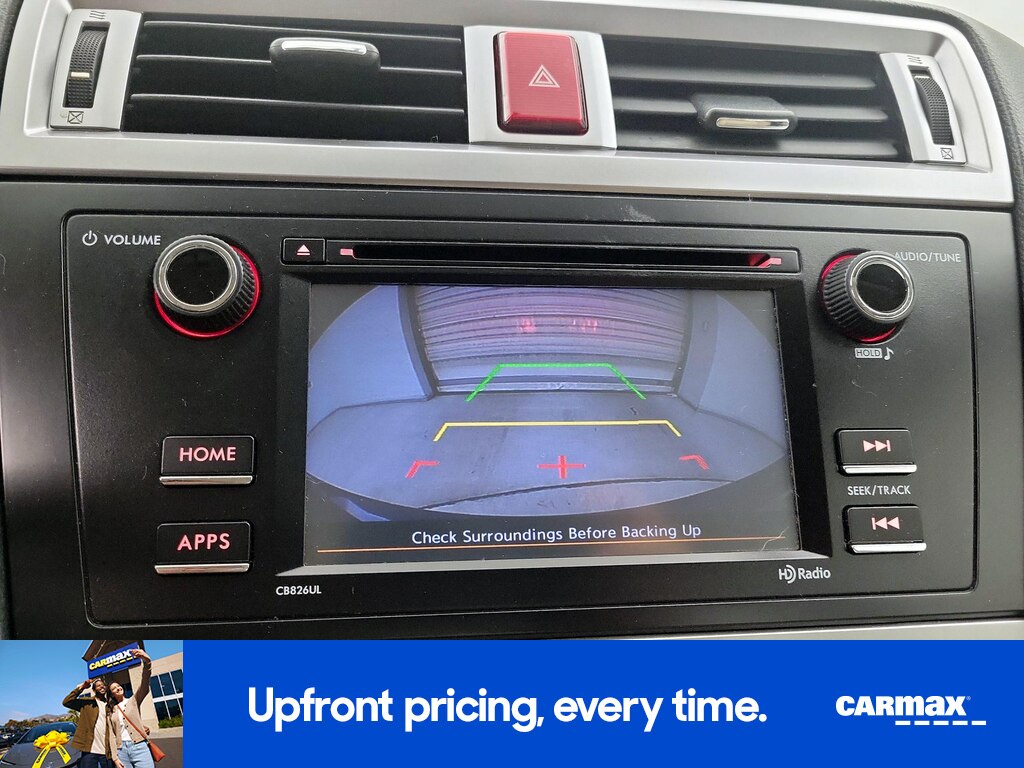 VOLUME
AUDIO/TUNE
HOLD
HOME
APPS
SEEK/TRACK
Check Surroundings Before Backing Up
CB826UL
HD Radio
CARMAX
Upfront pricing, every time.
CARMAX